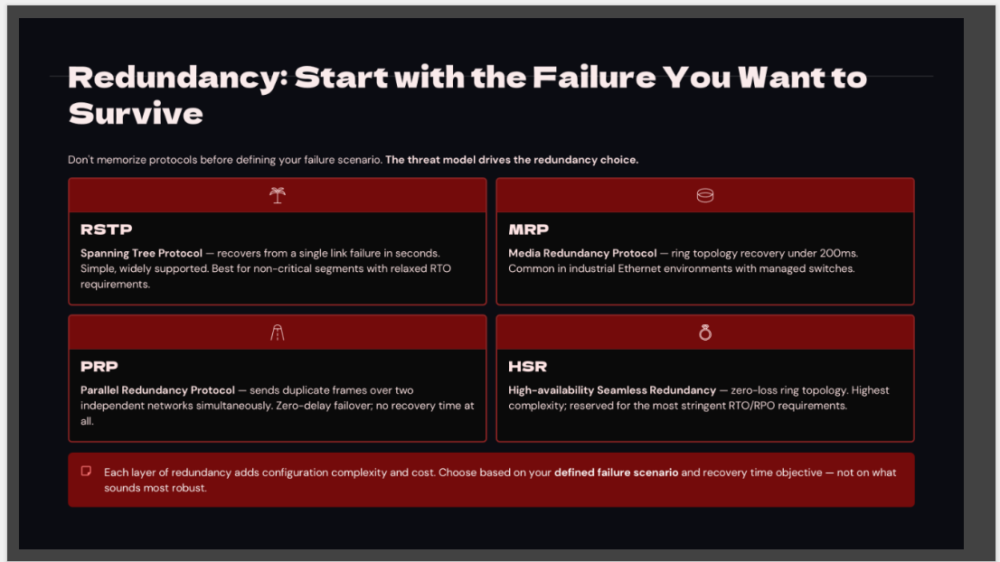 Redundancy: Start with the Failure You Want to
Survive
Don't memorize protocols before defining your failure scenario. The threat model drives the redundancy choice.
RSTP
Spanning Tree Protocol — recovers from a single link failure in seconds.
Simple, widely supported. Best for non-critical segments with relaxed RTO
requirements.
MRP
Media Redundancy Protocol — ring topology recovery under 200ms.
Common in industrial Ethernet environments with managed switches.
PRP
Parallel Redundancy Protocol — sends duplicate frames over two
independent networks simultaneously. Zero-delay failover; no recovery time at
all.
HSR
High-availability Seamless Redundancy — zero-loss ring topology. Highest
complexity; reserved for the most stringent RTO/RPO requirements.
Each layer of redundancy adds configuration complexity and cost. Choose based on your defined failure scenario and recovery time objective — not on what
sounds most robust.